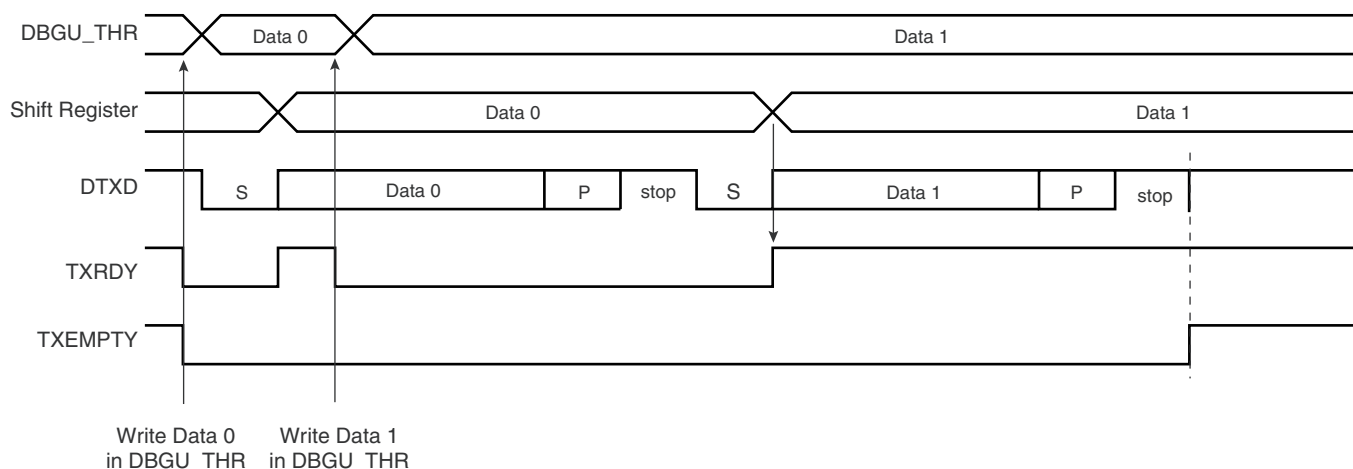 DBGU_THR
Data 0
Data 1
Shift Register
Data 0
Data 1
DTXD
S
Data 0
P
stop
S
Data 1
P
stop
TXRDY
TXEMPTY
Write Data 0
in DBGU_THR
Write Data 1
in DBGU_THR